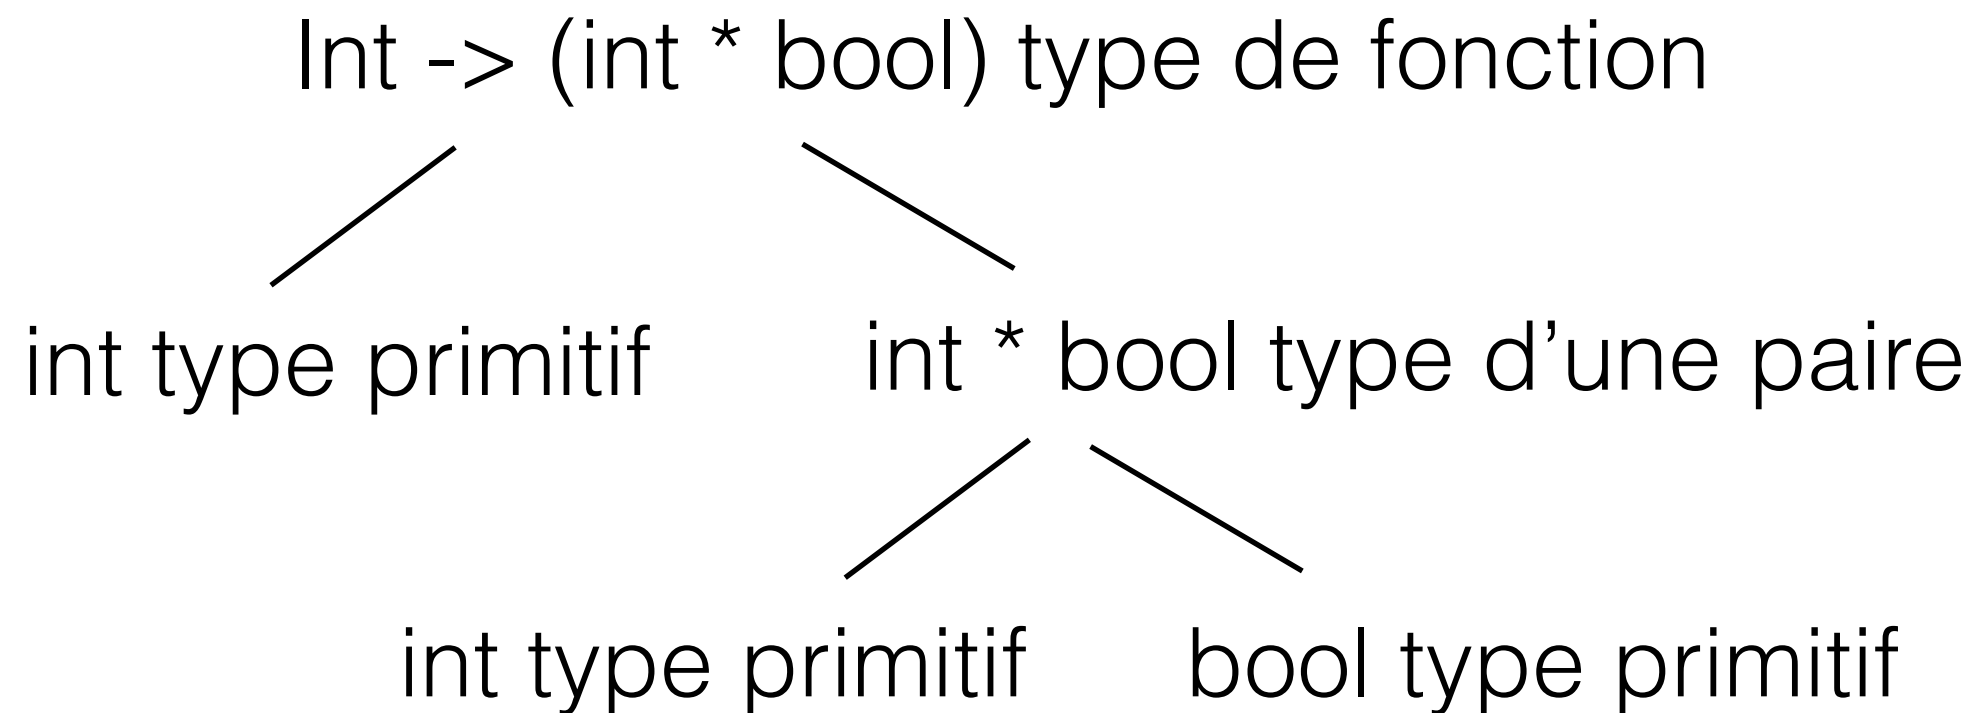 Int -> (int * bool) type de fonction
int type primitif
int * bool type d’une paire
int type primitif
bool type primitif